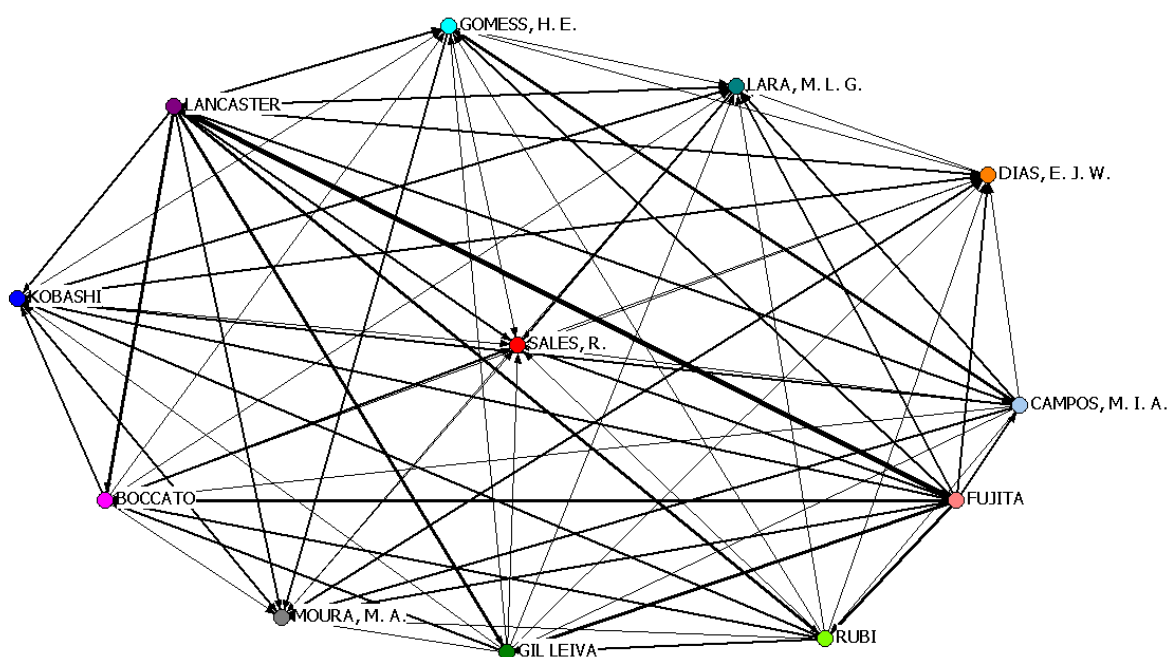 GOMESS, H. E.
LARA, M. L. G.
LANCASTER
DIAS, E. J. W.
KOBASHI
SALES, R.
CAMPOS, M. I. A.
BOCCATO
FUJITA
MOURA, M. A.
RUBI
GIL LEIVA